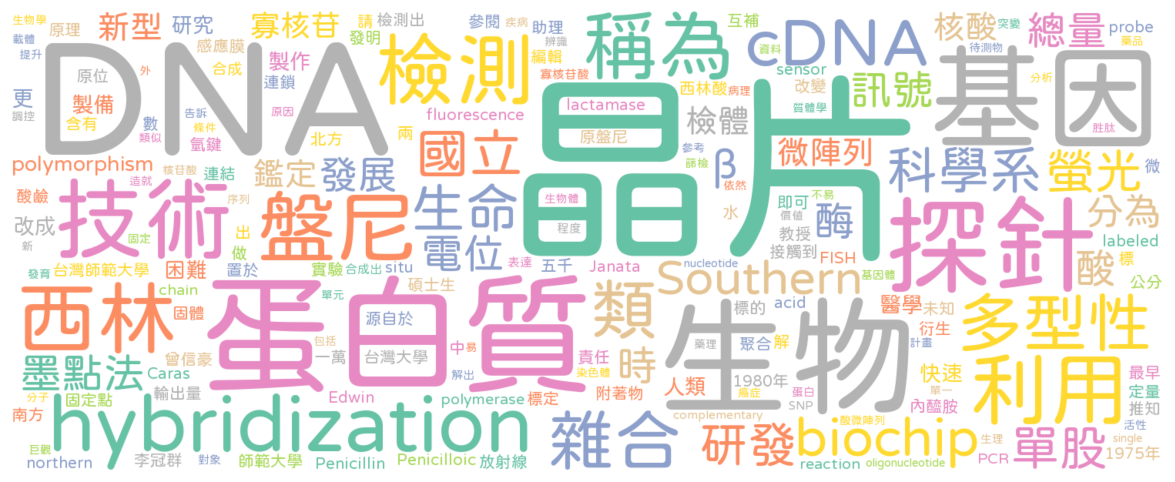 生物學
載體
提升
原理
新型
研究
寡核苷
請
發明
檢測出
參閱
疾病
助理
辨識
互補
cDNA
核酸
突變
總量
藥品
probe
DNA
感應膜
合成
製作
連鎖
檢測
編輯
稱為
sensor
改變
資料
待測物
基因
分析
原位
外
更
調控
製備
含有
數
類似
告訴
條件
氫鍵
原因
北方
兩
fluorescence
寡核苷酸
lactamase
西林酸
病理
質體學
訊號
晶片
原盤尼
檢體
胜肽
polymorphism
酸鹼
核苷酸
造就
連結
鑑定
發展
國立
β
微陣列
依然
科學系
螢光
微
技術
序列
改成
新
固定
盤尼
生命
電位
生物體
程度
水
即可
價值
不易
教授
接觸到
酶
探針
分為
labeled
出
做
發育
台灣師範大學
困難
置於
實驗
合成出
situ
表達
五千
Janata
nucleotide
FISH
基因體
酸
標
公分
chain
碩士生
單元
Southern
西林
固體
蛋白質
源自於
類
標的
acid
醫學
未知
衍生
多型性
生物
墨點法
曾信豪
一萬
包括
台灣大學
中
易
時
責任
染色體
藥理
聚合
解
計畫
利用
Caras
解出
附著物
人類
1980年
癌症
蛋白
SNP
快速
單一
最早
定量
推知
分子
南方
固定點
輸出量
Edwin
polymerase
標定
complementary
酸微陣列
內醯胺
活性
hybridization
雜合
研發
biochip
生理
單股
single
巨觀
northern
李冠群
對象
師範大學
Penicillin
Penicilloic
放射線
reaction
oligonucleotide
PCR
1975年
參考
篩檢